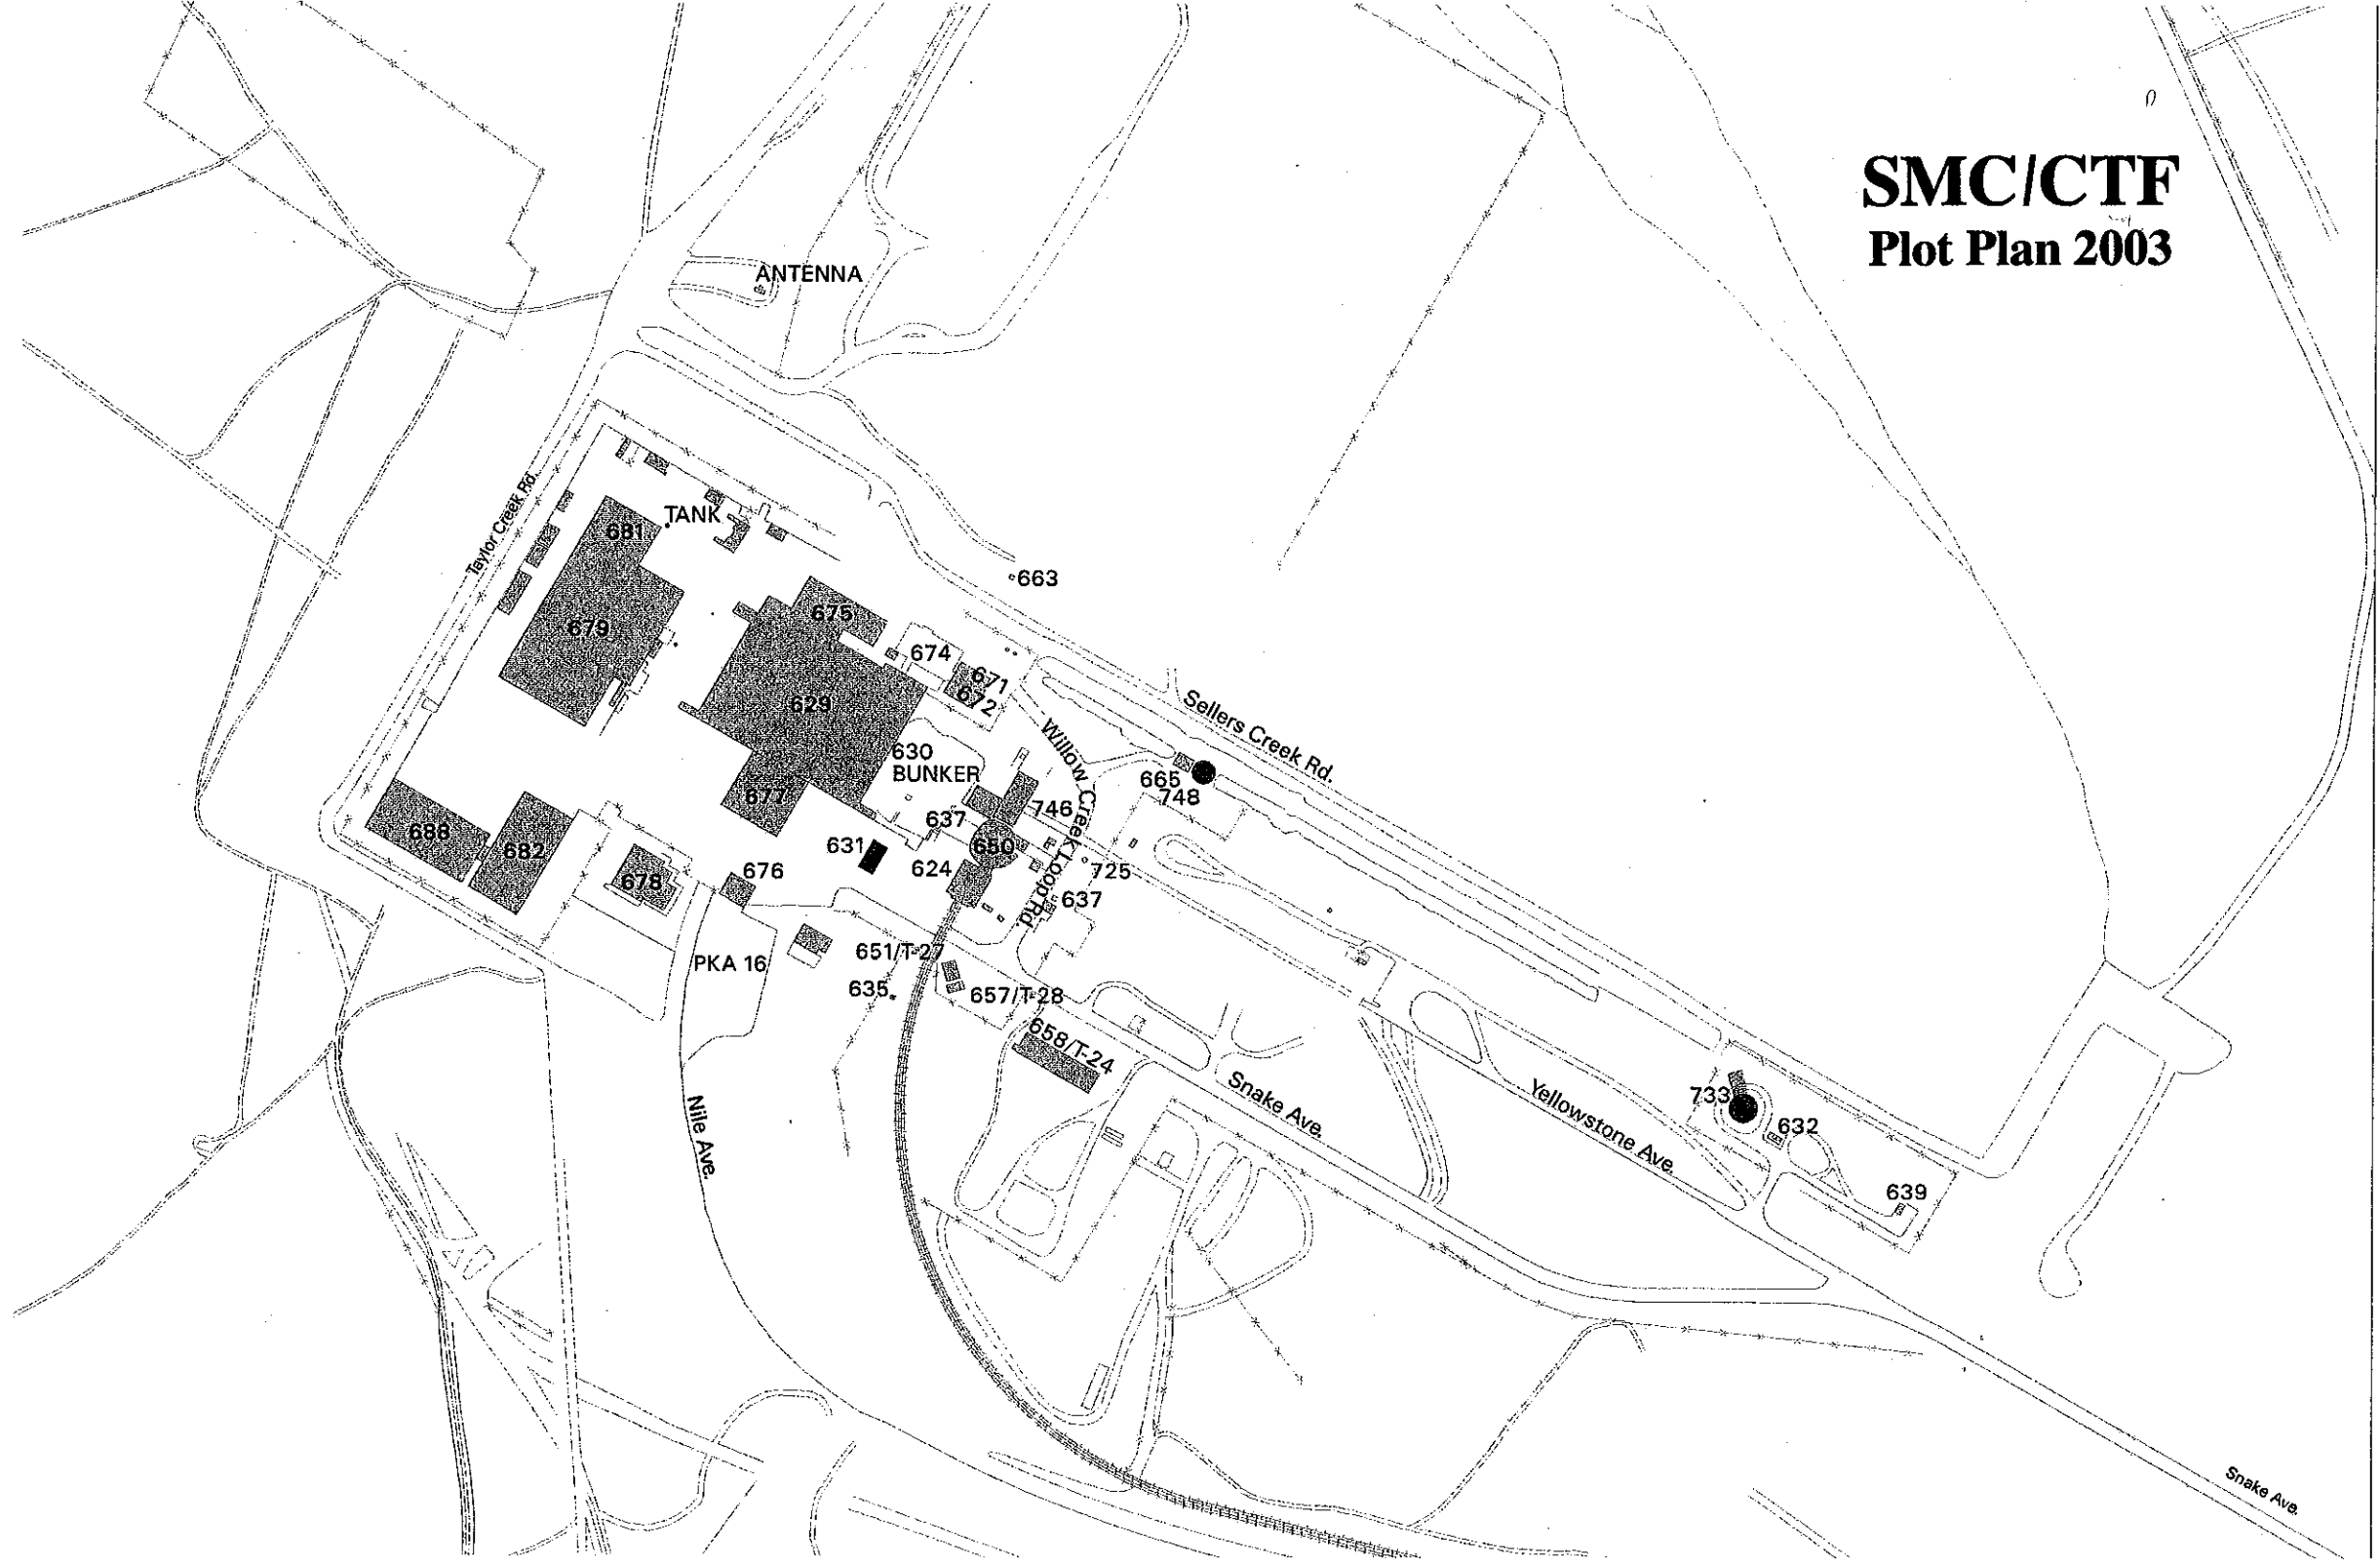 SMC/CTF
Plot Plan 2003
ANTENNA
Taylor Creek Rd.
TANK
681
663
675
679
674
671
672
629
Sellers Creek Rd.
Willow Creek Loop Rd.
630
BUNKER
665
748
677
746
637
688
682
631
650
624
725
676
678
637
651/T-27
PKA 16
635
657/T-28
658/T-24
Snake Ave.
Yellowstone Ave.
733
632
Nile Ave.
639
Snake Ave.